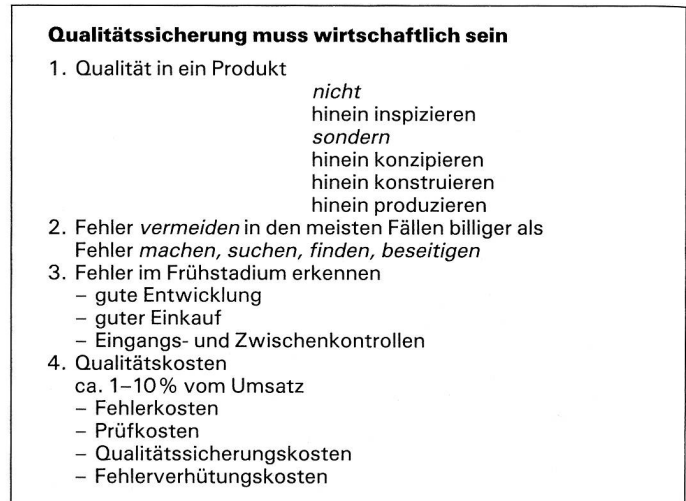 Qualitätssicherung muss wirtschaftlich sein
1. Qualität in ein Produkt
nicht
hinein inspizieren
sondern
hinein konzipieren
hinein konstruieren
hinein produzieren
2. Fehler vermeiden in den meisten Fällen billiger als
Fehler machen, suchen, finden, beseitigen
3. Fehler im Frühstadium erkennen
– gute Entwicklung
– guter Einkauf
– Eingangs- und Zwischenkontrollen
4. Qualitätskosten
ca. 1–10% vom Umsatz
– Fehlerkosten
– Prüfkosten
– Qualitätssicherungskosten
– Fehlerverhütungskosten